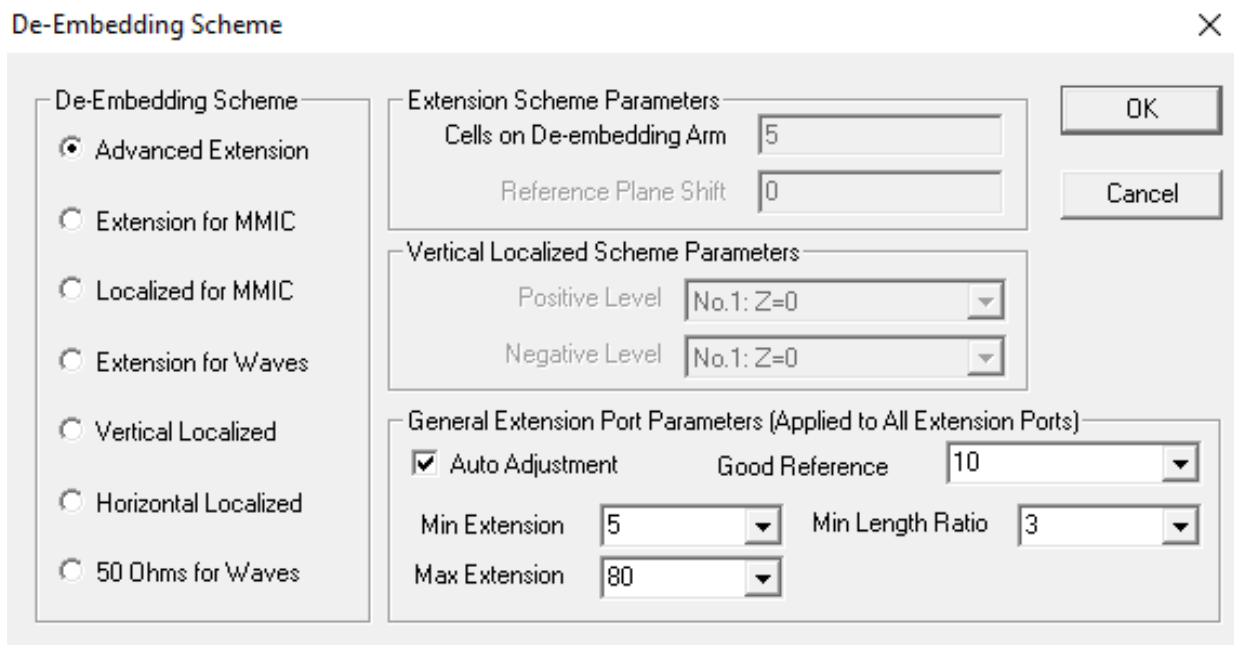 De-Embedding Scheme
De-Embedding Scheme
Advanced Extension
Extension for MMIC
Localized for MMIC
Extension for Waves
Vertical Localized
Horizontal Localized
50 Ohms for Waves
Extension Scheme Parameters
Cells on De-embedding Arm 5
Reference Plane Shift 0
Vertical Localized Scheme Parameters
Positive Level No.1: Z=0
Negative Level No.1: Z=0
General Extension Port Parameters (Applied to All Extension Ports)
Auto Adjustment Good Reference 10
Min Extension 5 Min Length Ratio 3
Max Extension 80
OK
Cancel